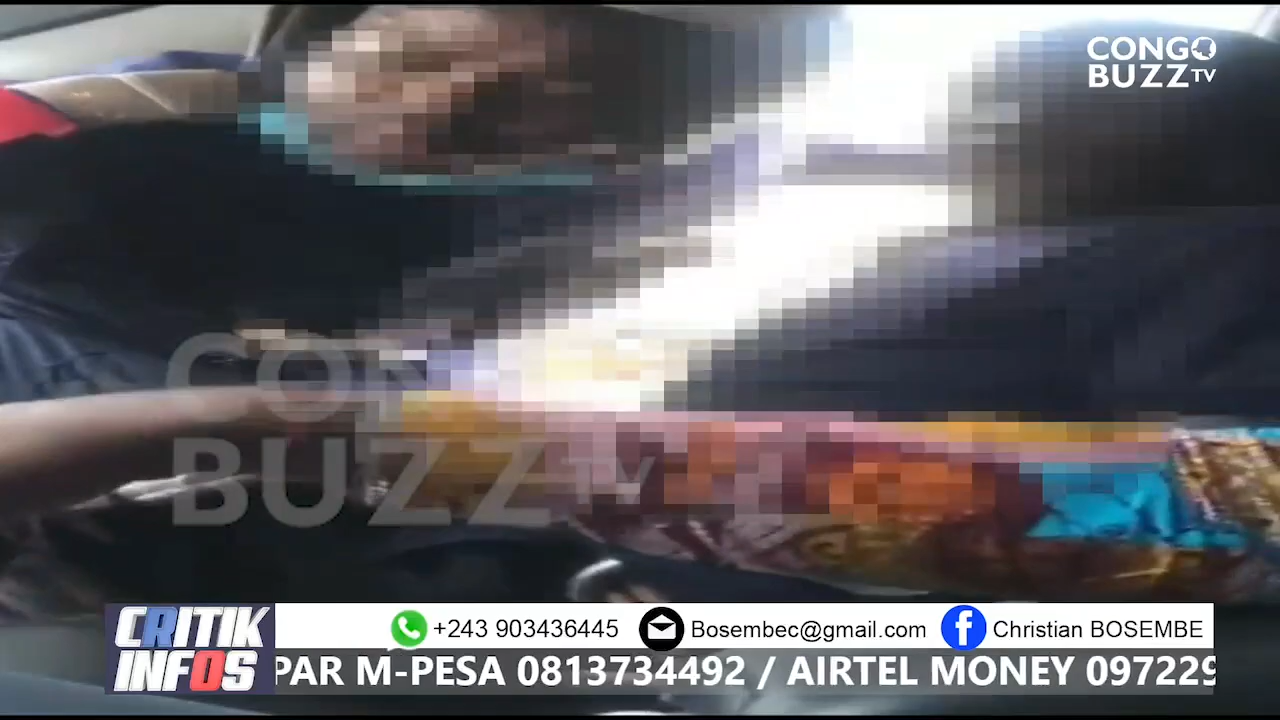 CONGO
BUZZ TV
CONGO
BUZZ TV
CRITIK
INFOS
+243 903436445 Bosembec@gmail.com Christian BOSEMBE
PAR M-PESA 0813734492 / AIRTEL MONEY 097229